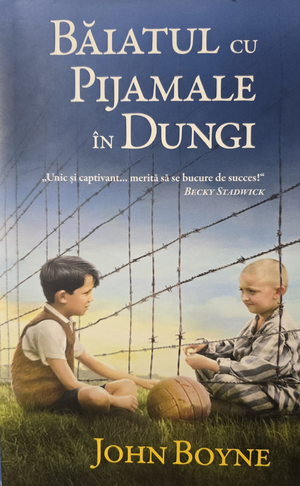 BĂIATUL CU
PIJAMALE
ÎN DUNGI
„Unic și captivant... merită să se bucure de succes!“
BECKY STADWICK
JOHN BOYNE